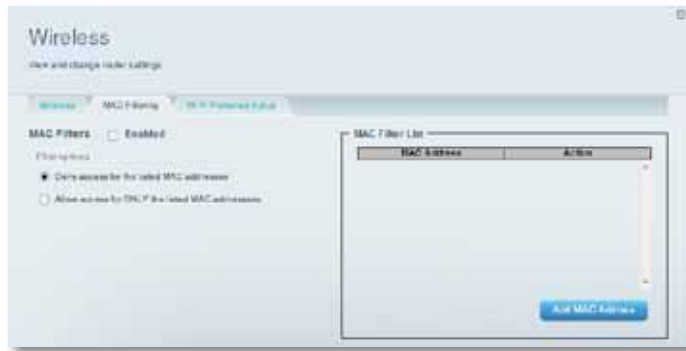 Wireless
View and change router settings
Wireless
MAC Filtering
Wi-Fi Protected Setup
MAC Filters
Enabled
Deny access for the listed MAC addresses
Allow access for ONLY the listed MAC addresses
MAC Filter List
MAC Address
Action
Add MAC Address